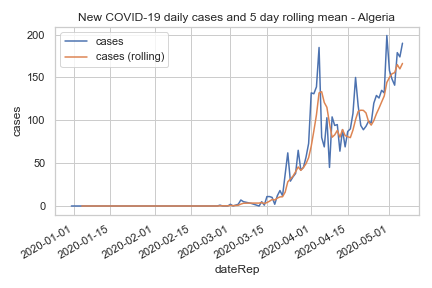 New COVID-19 daily cases and 5 day rolling mean - Algeria
cases
cases (rolling)
200
150
100
50
0
cases
2020-01-01
2020-01-15
2020-02-01
2020-02-15
2020-03-01
2020-03-15
2020-04-01
2020-04-15
2020-05-01
dateRep